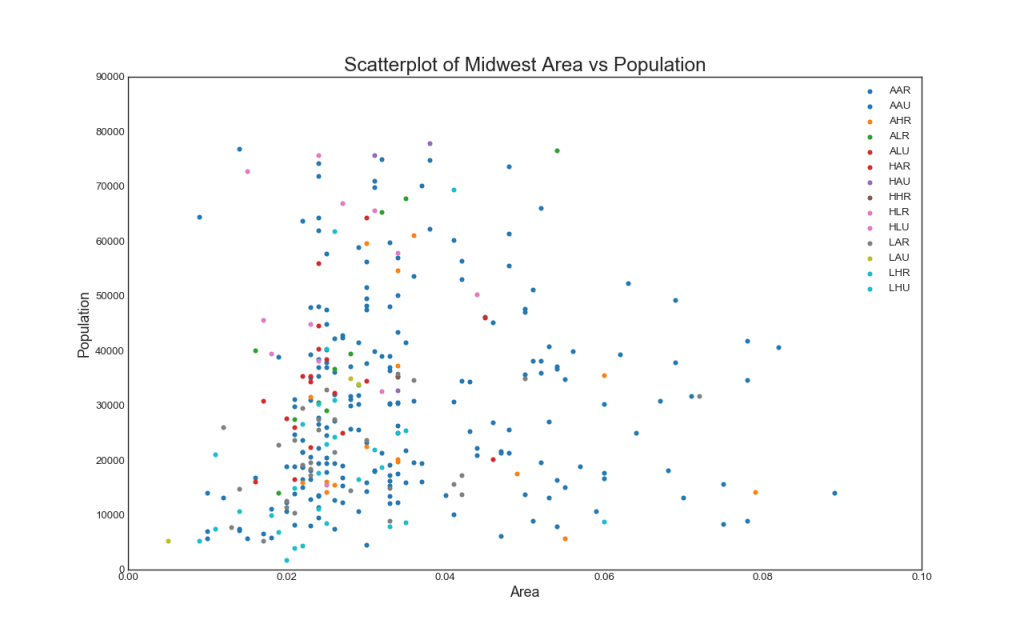 Scatterplot of Midwest Area vs Population
90000
80000
70000
60000
50000
40000
30000
20000
10000
0
Population
0.00 0.02 0.04 0.06 0.08 0.10
Area
AAR
AAU
AHR
ALR
ALU
HAR
HAU
HHR
HLR
HLU
LAR
LAU
LHR
LHU